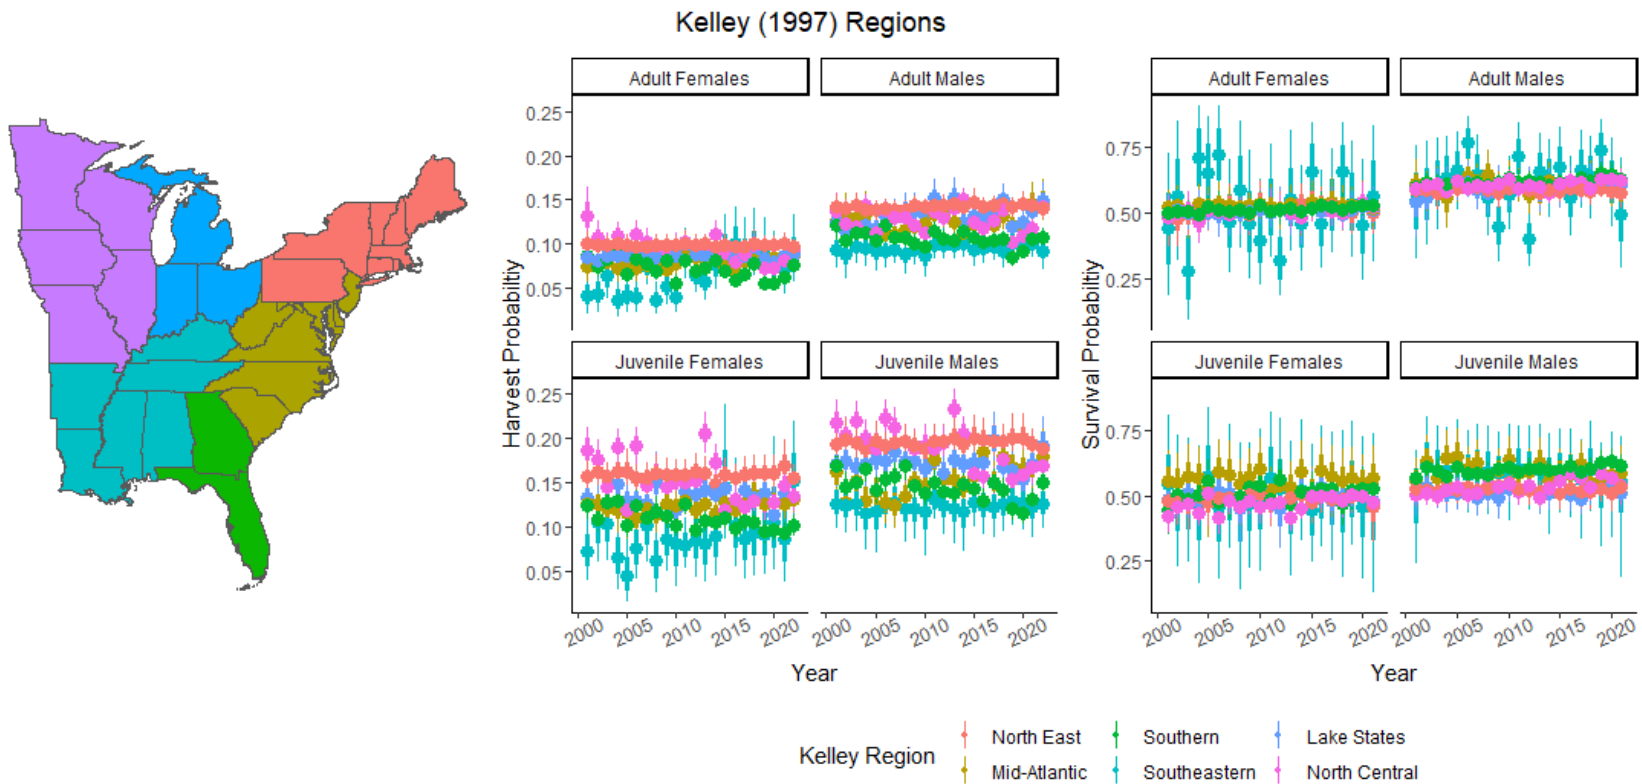 Kelley (1997) Regions
Adult Females
Adult Males
Adult Females
Adult Males
0.25
0.20
0.15
0.10
0.05
0.75
0.50
0.25
Harvest Probabiltiy
Survival Probability
Juvenile Females
Juvenile Males
Juvenile Females
Juvenile Males
0.25
0.20
0.15
0.10
0.05
0.75
0.50
0.25
2000 2005 2010 2015 2020 2000 2005 2010 2015 2020
2000 2005 2010 2015 2020 2000 2005 2010 2015 2020
Year
Year
Kelley Region
North East
Southern
Lake States
Mid-Atlantic
Southeastern
North Central